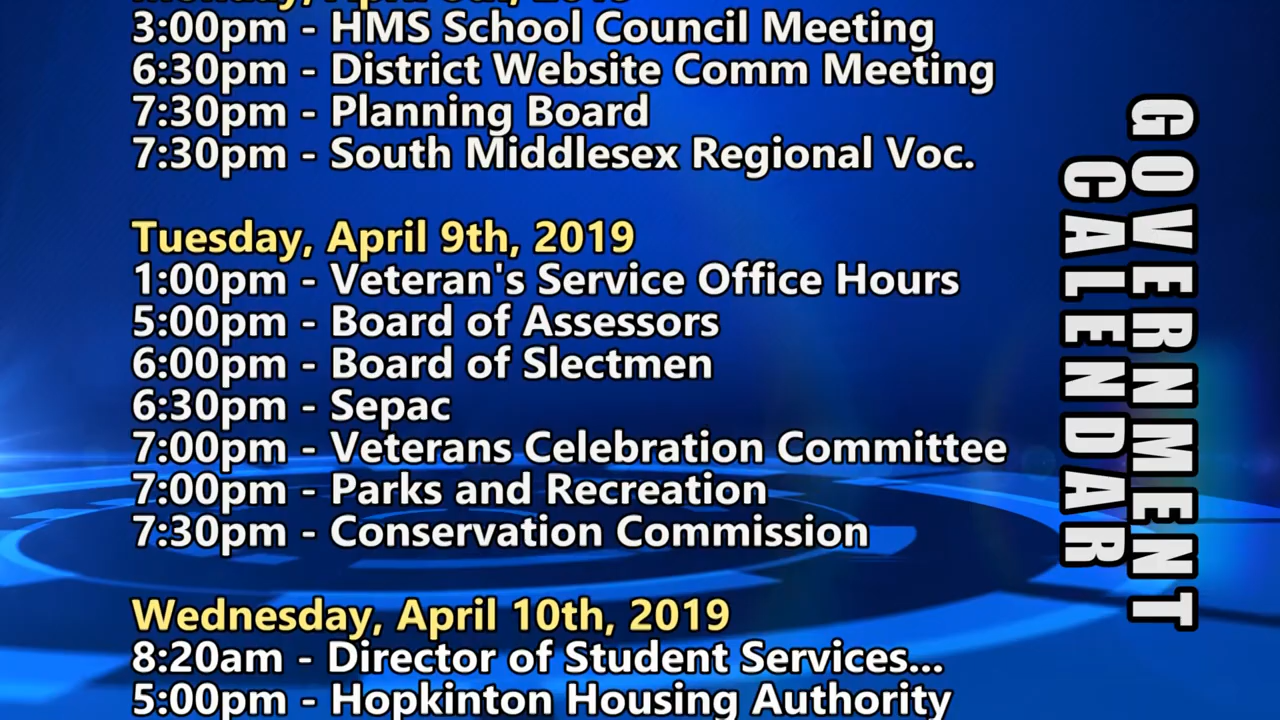 Monday, April 8th, 2019
3:00pm - HMS School Council Meeting
6:30pm - District Website Comm Meeting
7:30pm - Planning Board
7:30pm - South Middlesex Regional Voc.
Tuesday, April 9th, 2019
1:00pm - Veteran's Service Office Hours
5:00pm - Board of Assessors
6:00pm - Board of Slectmen
6:30pm - Sepac
7:00pm - Veterans Celebration Committee
7:00pm - Parks and Recreation
7:30pm - Conservation Commission
Wednesday, April 10th, 2019
8:20am - Director of Student Services...
5:00pm - Hopkinton Housing Authority
GOVERNMENT
CALENDAR